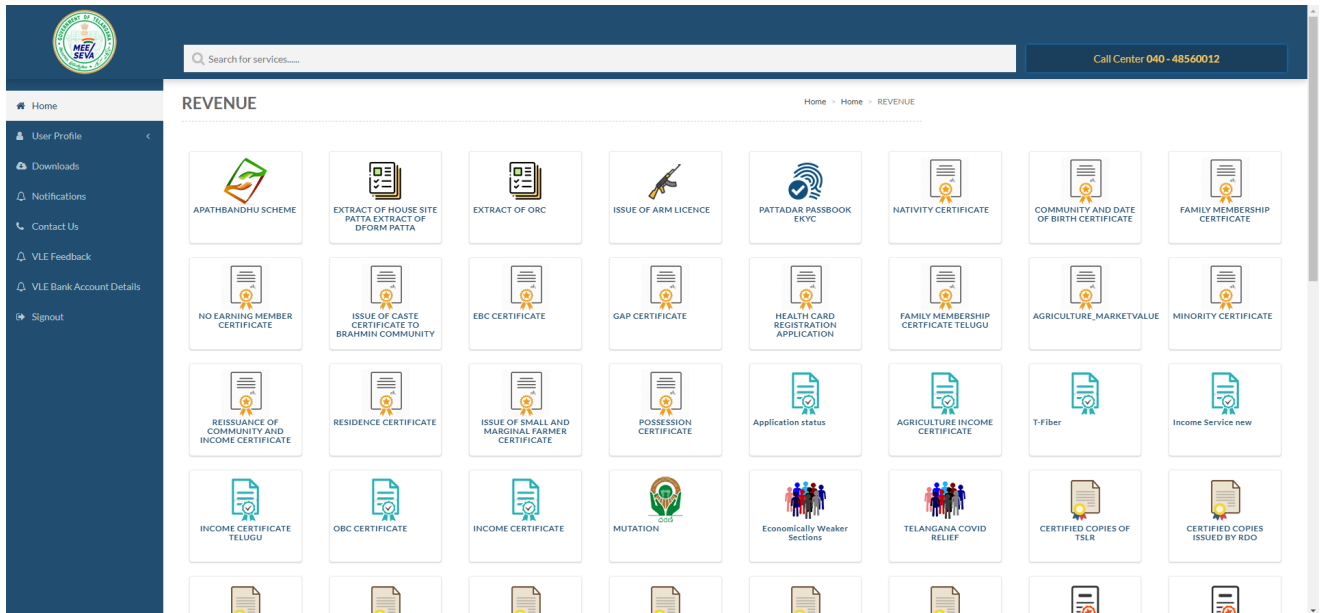 GOVERNMENT OF TELANGANA
MEE/
SEVA
Search for services......
Call Center 040 - 48560012
Home
User Profile
Downloads
Notifications
Contact Us
VLE Feedback
VLE Bank Account Details
Signout
REVENUE
Home > Home > REVENUE
APATHBANDHU SCHEME
EXTRACT OF HOUSE SITE
PATTA EXTRACT OF
DFORM PATTA
EXTRACT OF ORC
ISSUE OF ARM LICENCE
PATTADAR PASSBOOK
EKYC
NATIVITY CERTIFICATE
COMMUNITY AND DATE
OF BIRTH CERTIFICATE
FAMILY MEMBERSHIP
CERTFICATE
NO EARNING MEMBER
CERTIFICATE
ISSUE OF CASTE
CERTIFICATE TO
BRAHMIN COMMUNITY
EBC CERTIFICATE
GAP CERTIFICATE
HEALTH CARD
REGISTRATION
APPLICATION
FAMILY MEMBERSHIP
CERTFICATE TELUGU
AGRICULTURE_MARKETVALUE
MINORITY CERTIFICATE
REISSUANCE OF
COMMUNITY AND
INCOME CERTIFICATE
RESIDENCE CERTIFICATE
ISSUE OF SMALL AND
MARGINAL FARMER
CERTIFICATE
POSSESSION
CERTIFICATE
Application status
AGRICULTURE INCOME
CERTIFICATE
T-Fiber
Income Service new
INCOME CERTIFICATE
TELUGU
OBC CERTIFICATE
INCOME CERTIFICATE
MUTATION
Economically Weaker
Sections
TELANGANA COVID
RELIEF
CERTIFIED COPIES OF
TSLR
CERTIFIED COPIES
ISSUED BY RDO